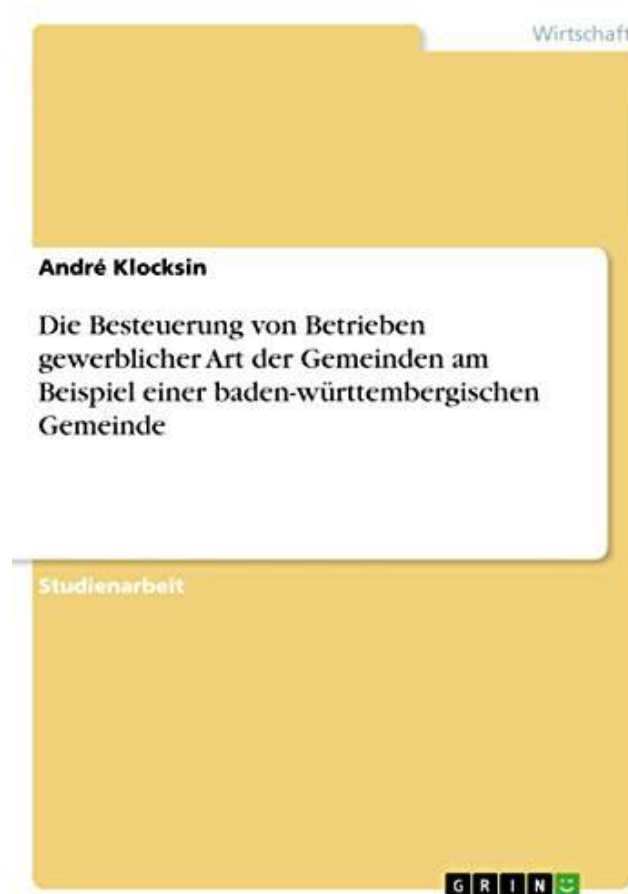 Wirtschaft
André Klocksin
Die Besteuerung von Betrieben
gewerblicher Art der Gemeinden am
Beispiel einer baden-württembergischen
Gemeinde
Studienarbeit
GRIN